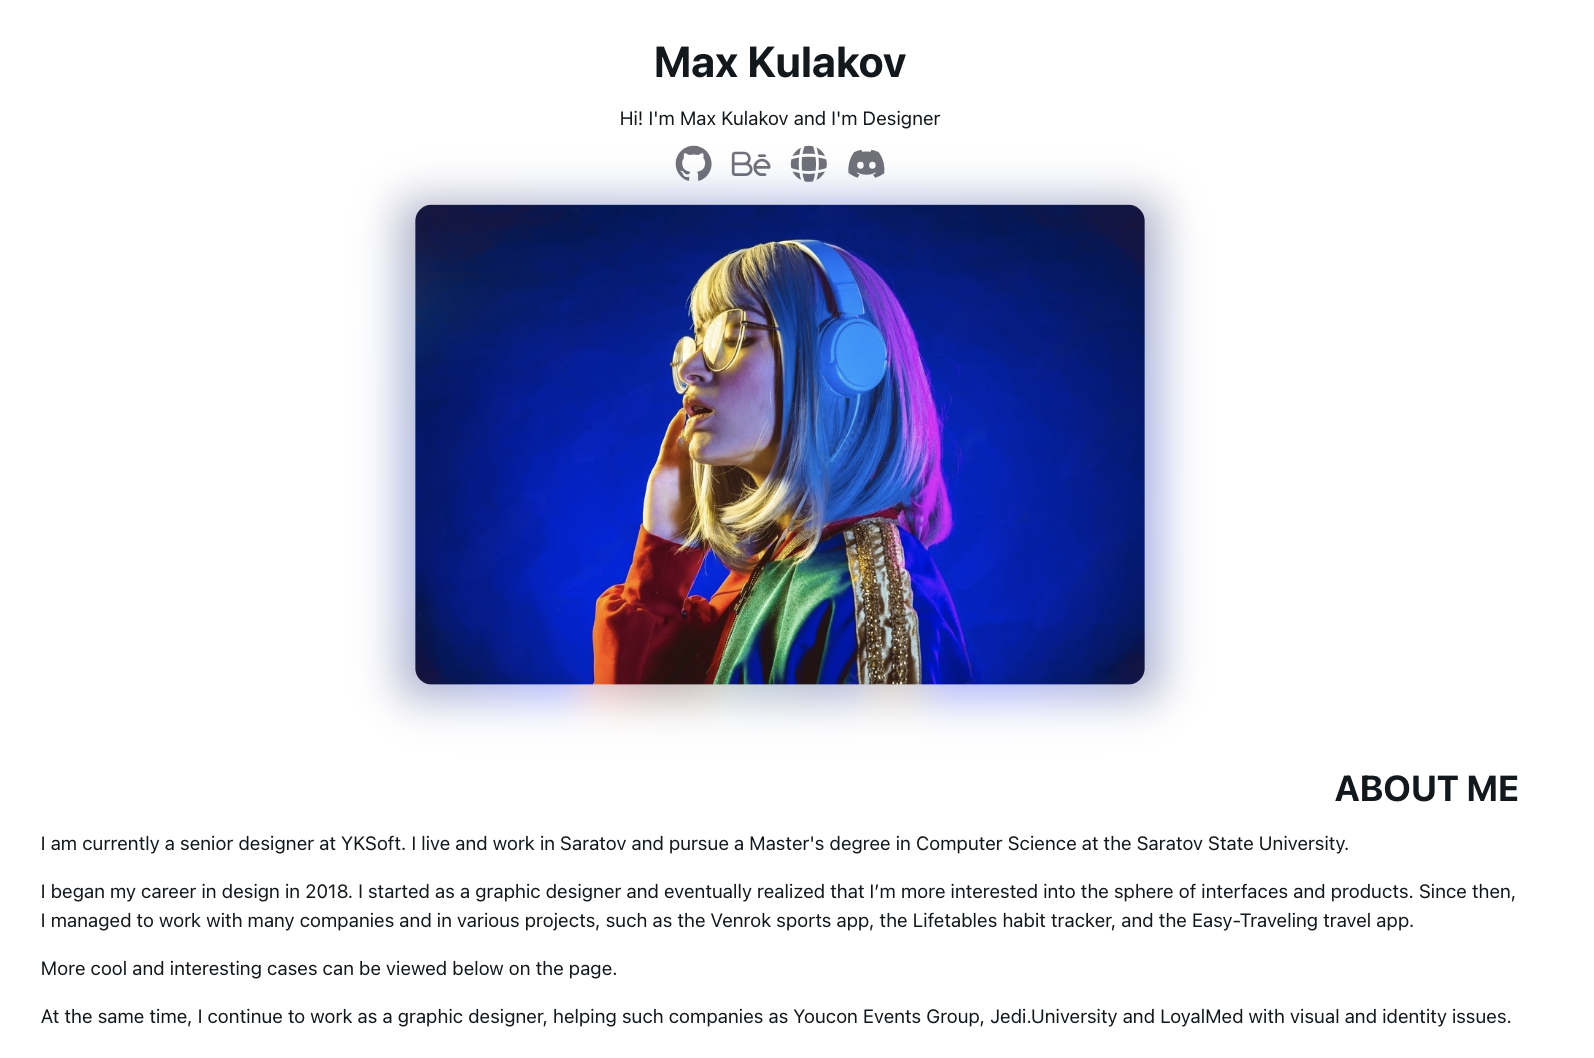 Max Kulakov
Hi! I'm Max Kulakov and I'm Designer
Bē
ABOUT ME
I am currently a senior designer at YKSoft. I live and work in Saratov and pursue a Master's degree in Computer Science at the Saratov State University.
I began my career in design in 2018. I started as a graphic designer and eventually realized that I’m more interested into the sphere of interfaces and products. Since then,
I managed to work with many companies and in various projects, such as the Venrok sports app, the Lifetables habit tracker, and the Easy-Traveling travel app.
More cool and interesting cases can be viewed below on the page.
At the same time, I continue to work as a graphic designer, helping such companies as Youcon Events Group, Jedi.University and LoyalMed with visual and identity issues.